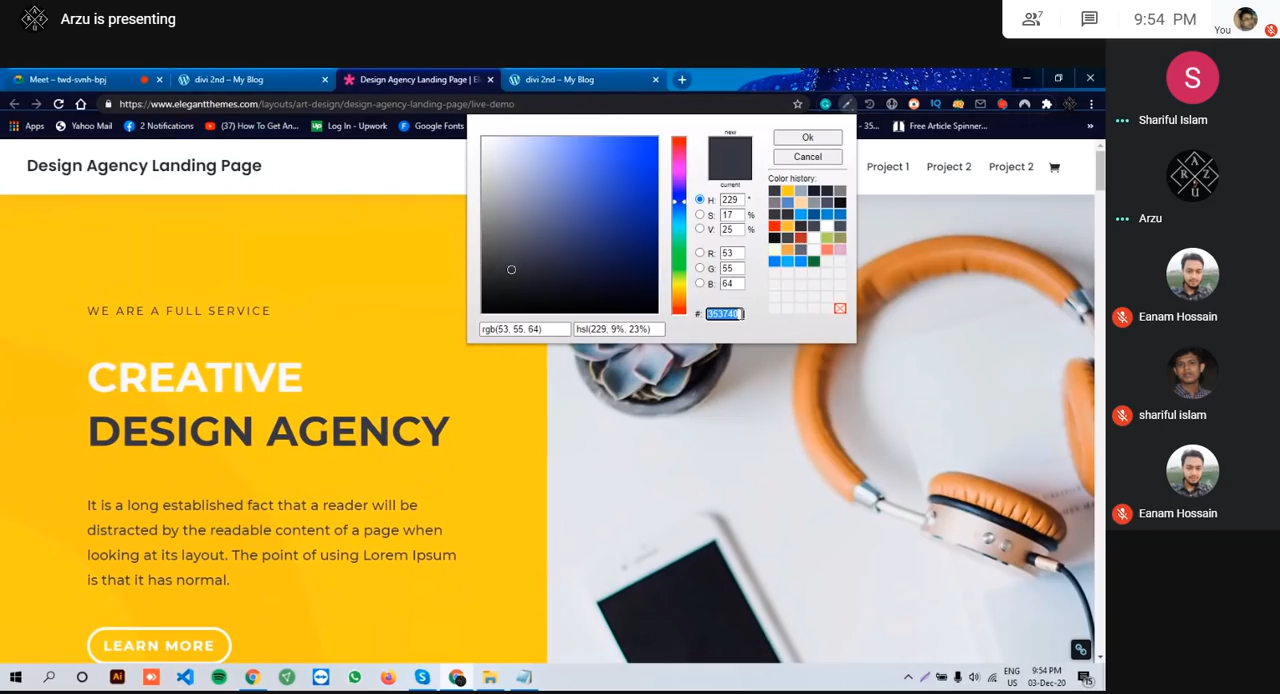 Arzu is presenting
7
9:54 PM
You
Meet – twd-svnh-bpj
divi 2nd – My Blog
Design Agency Landing Page | El
divi 2nd – My Blog
https://www.elegantthemes.com/layouts/art-design/design-agency-landing-page/live-demo
Apps
Yahoo Mail
2 Notifications
(37) How To Get An...
Log In - Upwork
Google Fonts
35...
Free Article Spinner...
»
Design Agency Landing Page
Project 1
Project 2
Project 2
new
current
Ok
Cancel
Color history:
H: 229 °
S: 17 %
V: 25 %
R: 53
G: 55
B: 64
#: 353740
rgb(53, 55, 64)
hsl(229, 9%, 23%)
WE ARE A FULL SERVICE
CREATIVE
DESIGN AGENCY
It is a long established fact that a reader will be
distracted by the readable content of a page when
looking at its layout. The point of using Lorem Ipsum
is that it has normal.
LEARN MORE
S
Shariful Islam
A R Z U
Arzu
Eanam Hossain
shariful islam
Eanam Hossain
ENG
US
9:54 PM
03-Dec-20
15